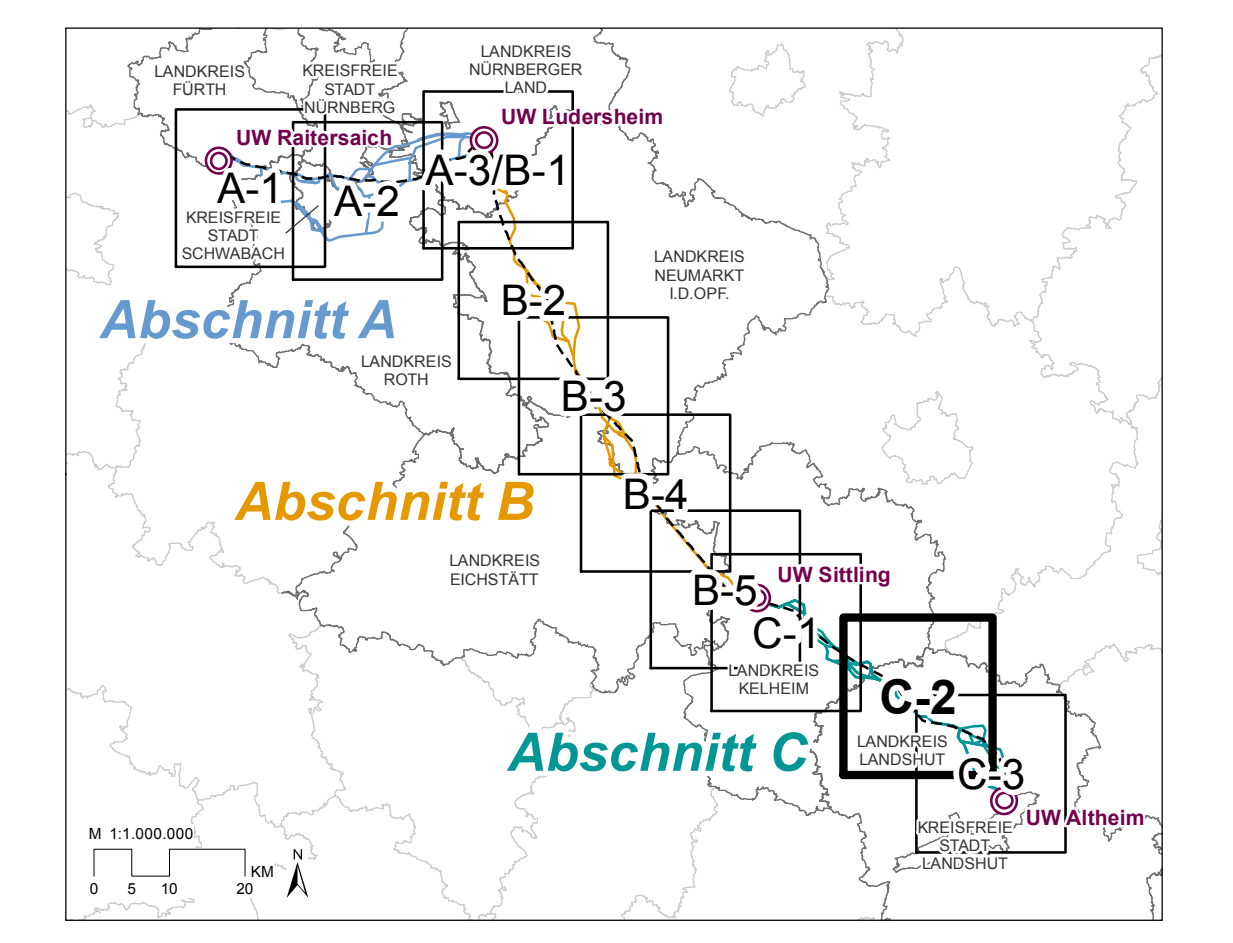 LANDKREIS
FÜRTH
KREISFREIE
STADT
NÜRNBERG
LANDKREIS
NÜRNBERGER
LAND
UW Raitersaich
UW Ludersheim
A-1
A-2
A-3/B-1
KREISFREIE
STADT
SCHWABACH
LANDKREIS
NEUMARKT
I.D.OPF.
B-2
Abschnitt A
LANDKREIS
ROTH
B-3
Abschnitt B
B-4
LANDKREIS
EICHSTÄTT
B-5
UW Sittling
C-1
LANDKREIS
KELHEIM
C-2
Abschnitt C
LANDKREIS
LANDSHUT
C-3
UW Altheim
KREISFREIE
STADT
LANDSHUT
M 1:1.000.000
KM
0 5 10 20
N